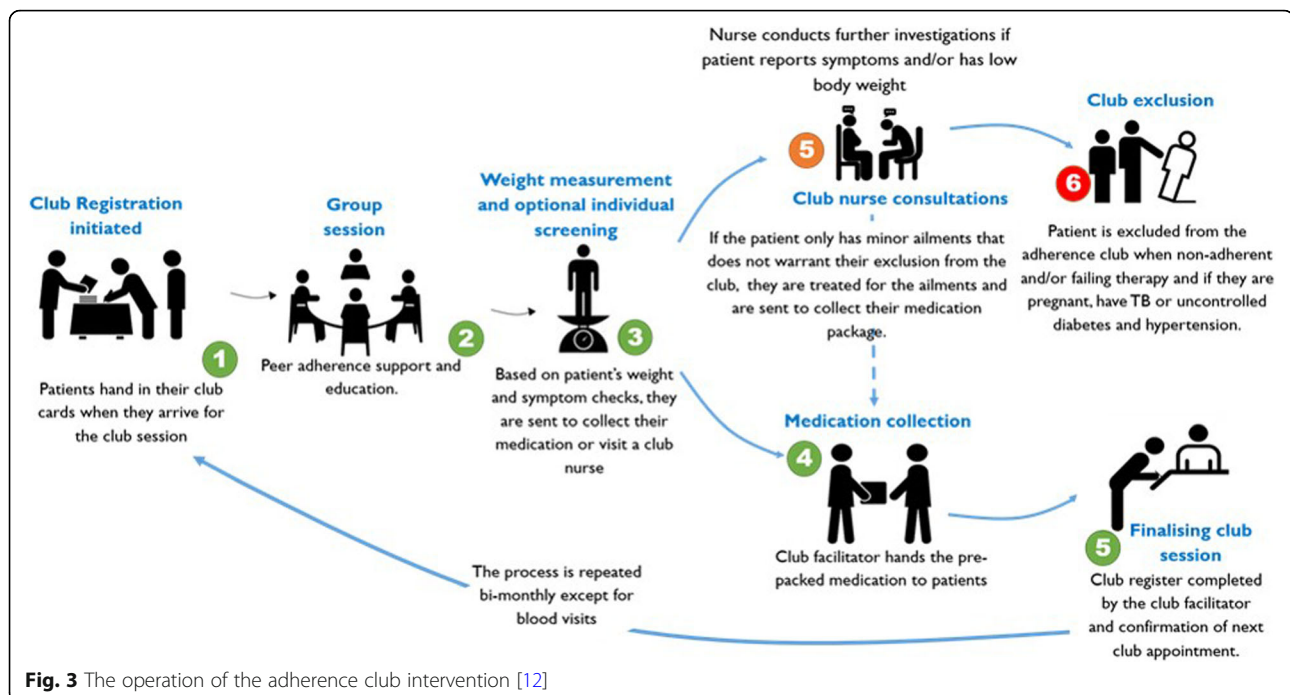 Club Registration
initiated
1
Patients hand in their club
cards when they arrive for
the club session
Group
session
2
Peer adherence support and
education.
Weight measurement
and optional individual
screening
3
Based on patient's weight
and symptom checks, they
are sent to collect their
medication or visit a club
nurse
Nurse conducts further investigations if
patient reports symptoms and/or has low
body weight
5
Club nurse consultations
If the patient only has minor ailments that
does not warrant their exclusion from the
club, they are treated for the ailments and
are sent to collect their medication
package.
Club exclusion
6
Patient is excluded from the
adherence club when non-adherent
and/or failing therapy and if they are
pregnant, have TB or uncontrolled
diabetes and hypertension.
Medication collection
4
Club facilitator hands the pre-
packed medication to patients
5
Finalising club
session
Club register completed
by the club facilitator
and confirmation of next
club appointment.
The process is repeated
bi-monthly except for
blood visits
Fig. 3 The operation of the adherence club intervention [12]